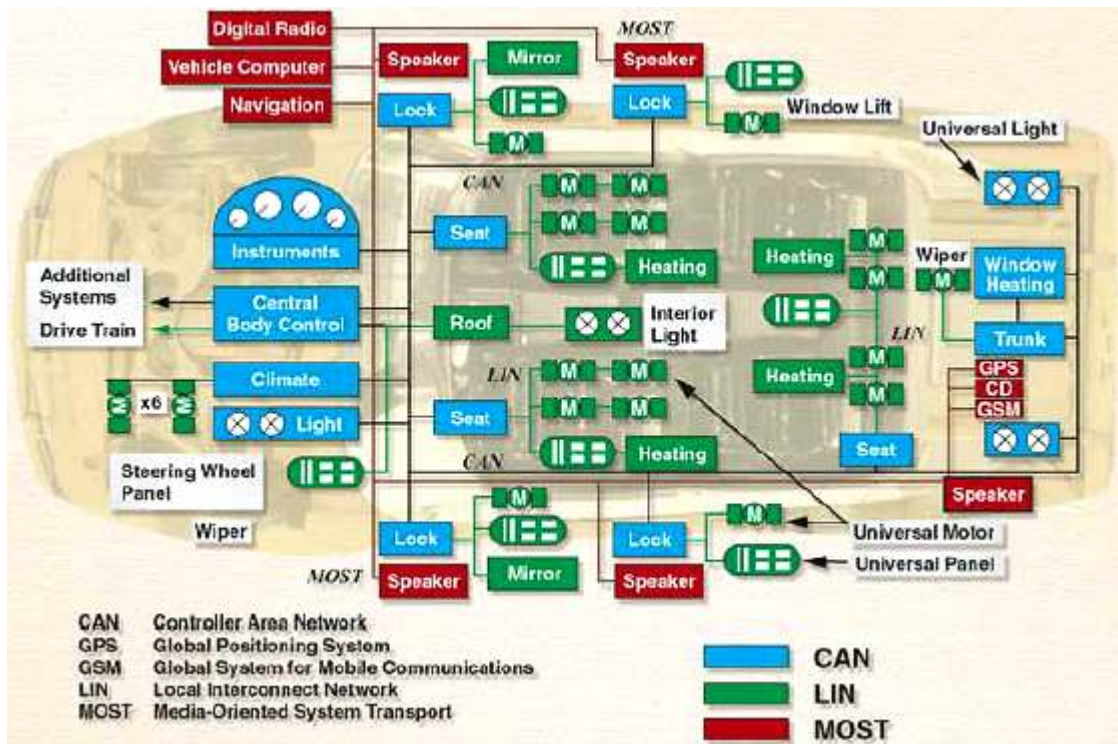 Digital Radio
MOST
Speaker
Mirror
Speaker
Vehicle Computer
Navigation
Lock
Lock
Window Lift
M
M
Universal Light
CAN
M
M
Instruments
Seat
M
M
Heating
Heating
M
Wiper
Window
Heating
M
M
Additional
Systems
Drive Train
Central
Body Control
Roof
Interior
Light
LIN
Trunk
Climate
LIN
M
M
Heating
M
M
GPS
CD
GSM
M
x6
M
Light
Seat
M
M
Steering Wheel
Panel
CAN
Heating
Seat
Speaker
Wiper
M
M
Lock
Lock
Universal Motor
Universal Panel
MOST
Speaker
Mirror
Speaker
CAN Controller Area Network
GPS Global Positioning System
GSM Global System for Mobile Communications
LIN Local Interconnect Network
MOST Media-Oriented System Transport
CAN
LIN
MOST